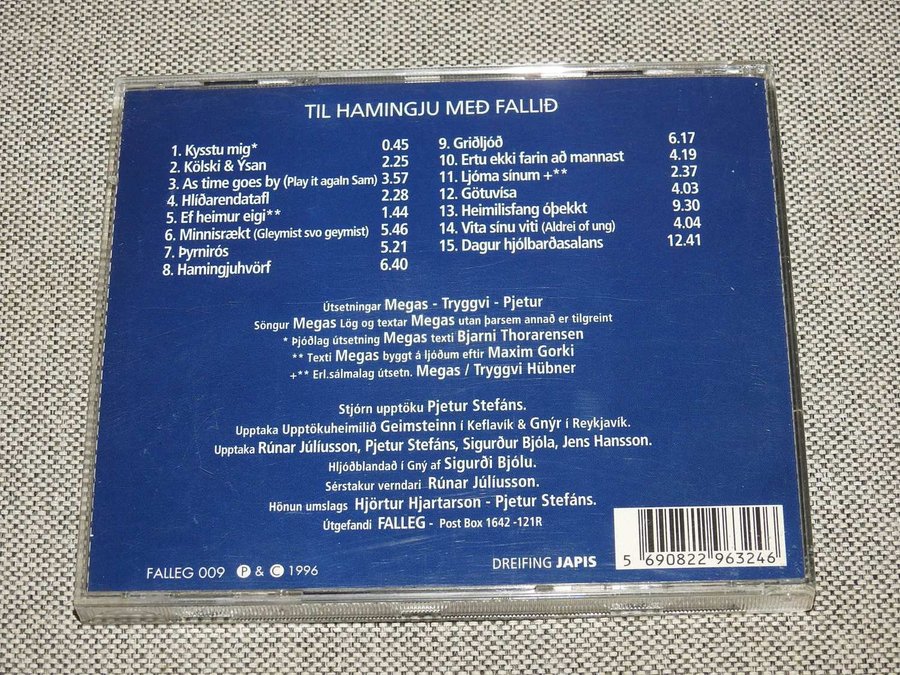 TIL HAMINGJU MEÐ FALLIÐ
1. Kysstu mig* 0.45
2. Kölski & Ýsan 2.25
3. As time goes by (Play it again Sam) 3.57
4. Hlíðarendatafl 2.28
5. Ef heimur eigi** 1.44
6. Minnisrækt (Gleymist svo geymist) 5.46
7. Þyrnirós 5.21
8. Hamingjuhvörf 6.40
9. Griðljóð 6.17
10. Ertu ekki farin að mannast 4.19
11. Ljóma sínum +** 2.37
12. Götuvísa 4.03
13. Heimilisfang óþekkt 9.30
14. Vita sínu viti (Aldrei of ung) 4.04
15. Dagur hjólbarðasalans 12.41
Útsetningar Megas - Tryggvi - Pjetur
Söngur Megas Lög og textar Megas utan þarsem annað er tilgreint
* Þjóðlag útsetning Megas texti Bjarni Thorarensen
** Texti Megas byggt á ljóðum eftir Maxim Gorki
+** Erl.sálmalag útsetn. Megas / Tryggvi Hübner
Stjórn upptöku Pjetur Stefáns.
Uptaka Upptökuheimilið Geimsteinn í Keflavík & Gnýr í Reykjavík.
Uptaka Rúnar Júlíusson, Pjetur Stefáns, Sigurður Bjóla, Jens Hansson.
Hljóðblandað í Gný af Sigurði Bjólu.
Sérstakur verndari Rúnar Júlíusson.
Hönun umslags Hjörtur Hjartarson - Pjetur Stefáns.
Útgefandi FALLEG - Post Box 1642 -121R
FALLEG 009 Ⓟ & © 1996
DREIFING JAPIS
5 690822 963246